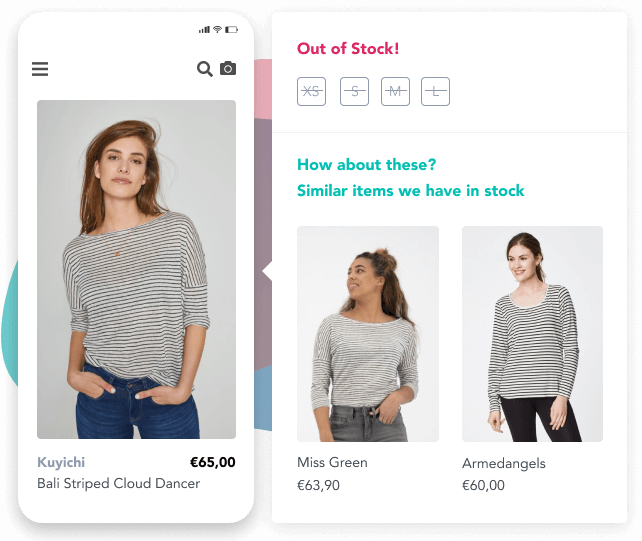 Kuyichi €65,00
Bali Striped Cloud Dancer
Out of Stock!
XS S M L
How about these?
Similar items we have in stock
Miss Green
€63,90
Armedangels
€60,00